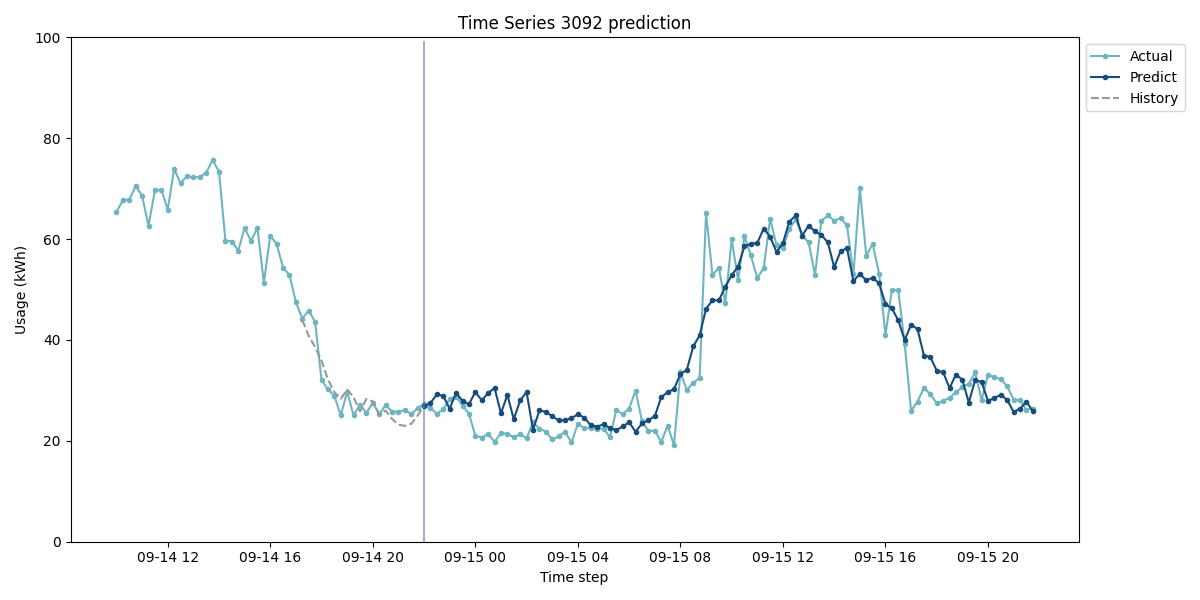 Time Series 3092 prediction
Usage (kWh)
100
80
60
40
20
0
09-14 12
09-14 16
09-14 20
09-15 00
09-15 04
09-15 08
09-15 12
09-15 16
09-15 20
Time step
Actual
Predict
History